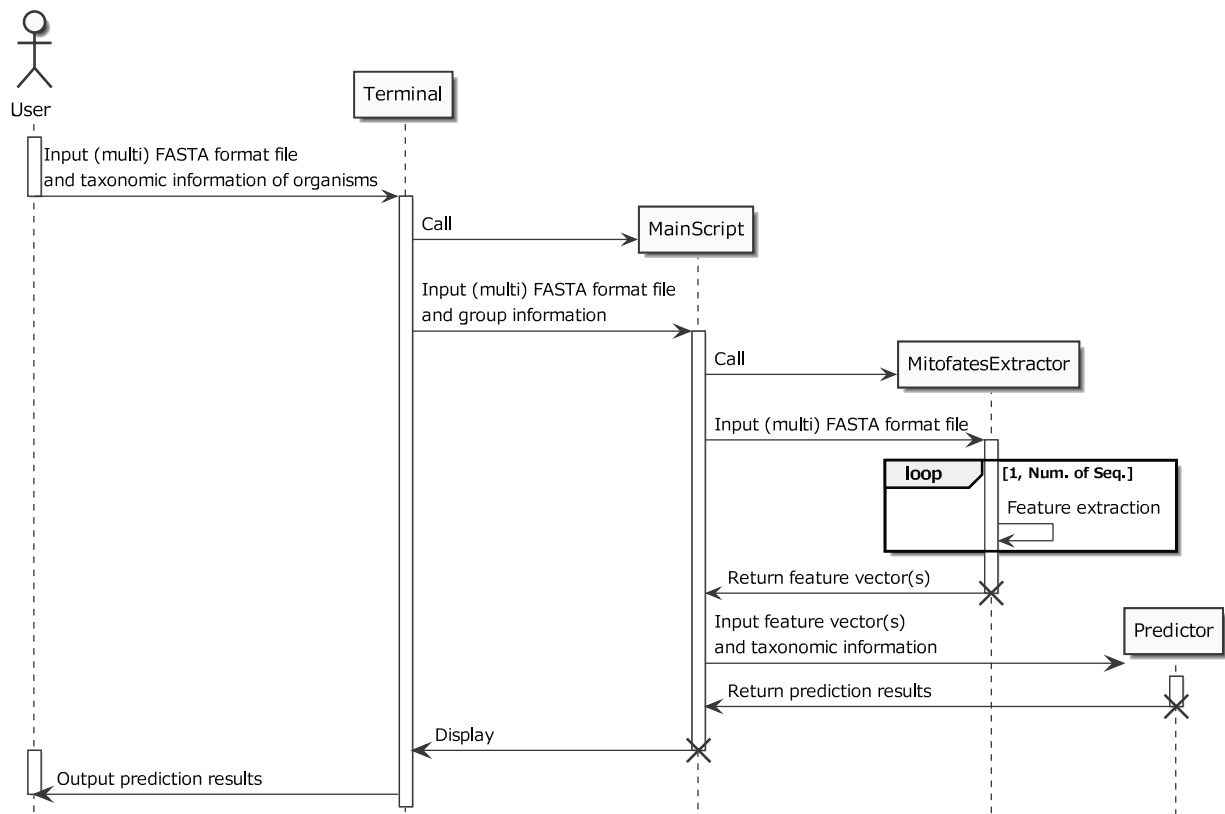 User
Terminal
Input (multi) FASTA format file
and taxonomic information of organisms
Call
MainScript
Input (multi) FASTA format file
and group information
Call
MitofatesExtractor
Input (multi) FASTA format file
loop
[1, Num. of Seq.]
Feature extraction
Return feature vector(s)
Input feature vector(s)
and taxonomic information
Predictor
Return prediction results
Display
Output prediction results